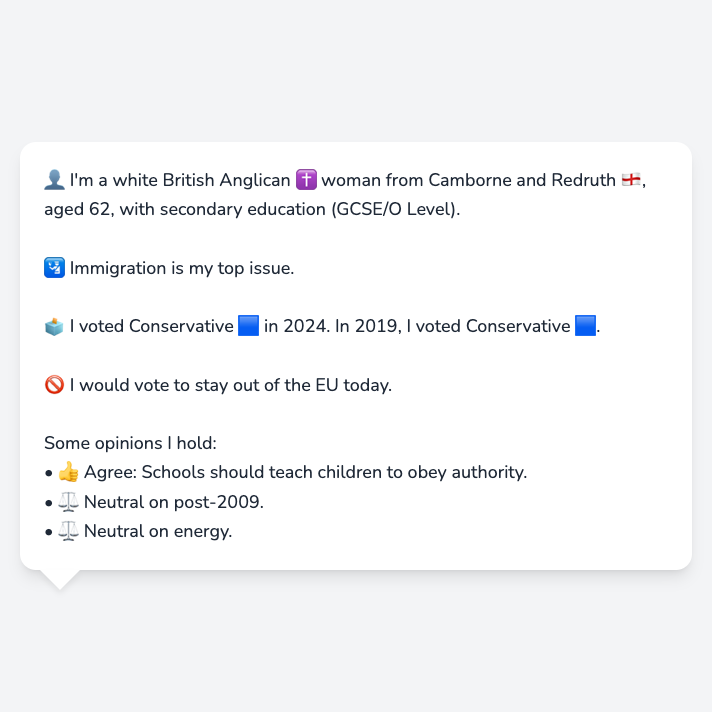 👤 I'm a white British Anglican ✝️ woman from Camborne and Redruth 🏴󠁧󠁢󠁥󠁮󠁧󠁿,
aged 62, with secondary education (GCSE/O Level).
🛂 Immigration is my top issue.
🗳️ I voted Conservative 🟦 in 2024. In 2019, I voted Conservative 🟦.
🚫 I would vote to stay out of the EU today.
Some opinions I hold:
• 👍 Agree: Schools should teach children to obey authority.
• ⚖️ Neutral on post-2009.
• ⚖️ Neutral on energy.